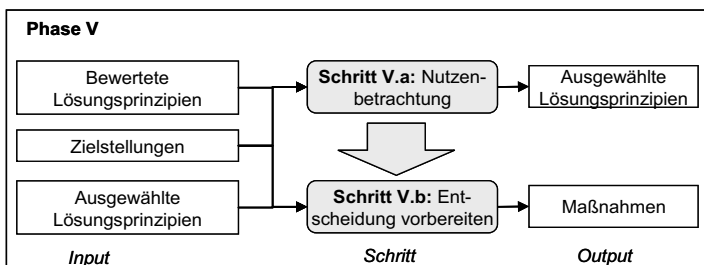 Phase V
Bewertete
Lösungsprinzipien
Zielstellungen
Ausgewählte
Lösungsprinzipien
Input
Schritt V.a: Nutzen-
betrachtung
Schritt V.b: Ent-
scheidung vorbereiten
Schritt
Ausgewählte
Lösungsprinzipien
Maßnahmen
Output